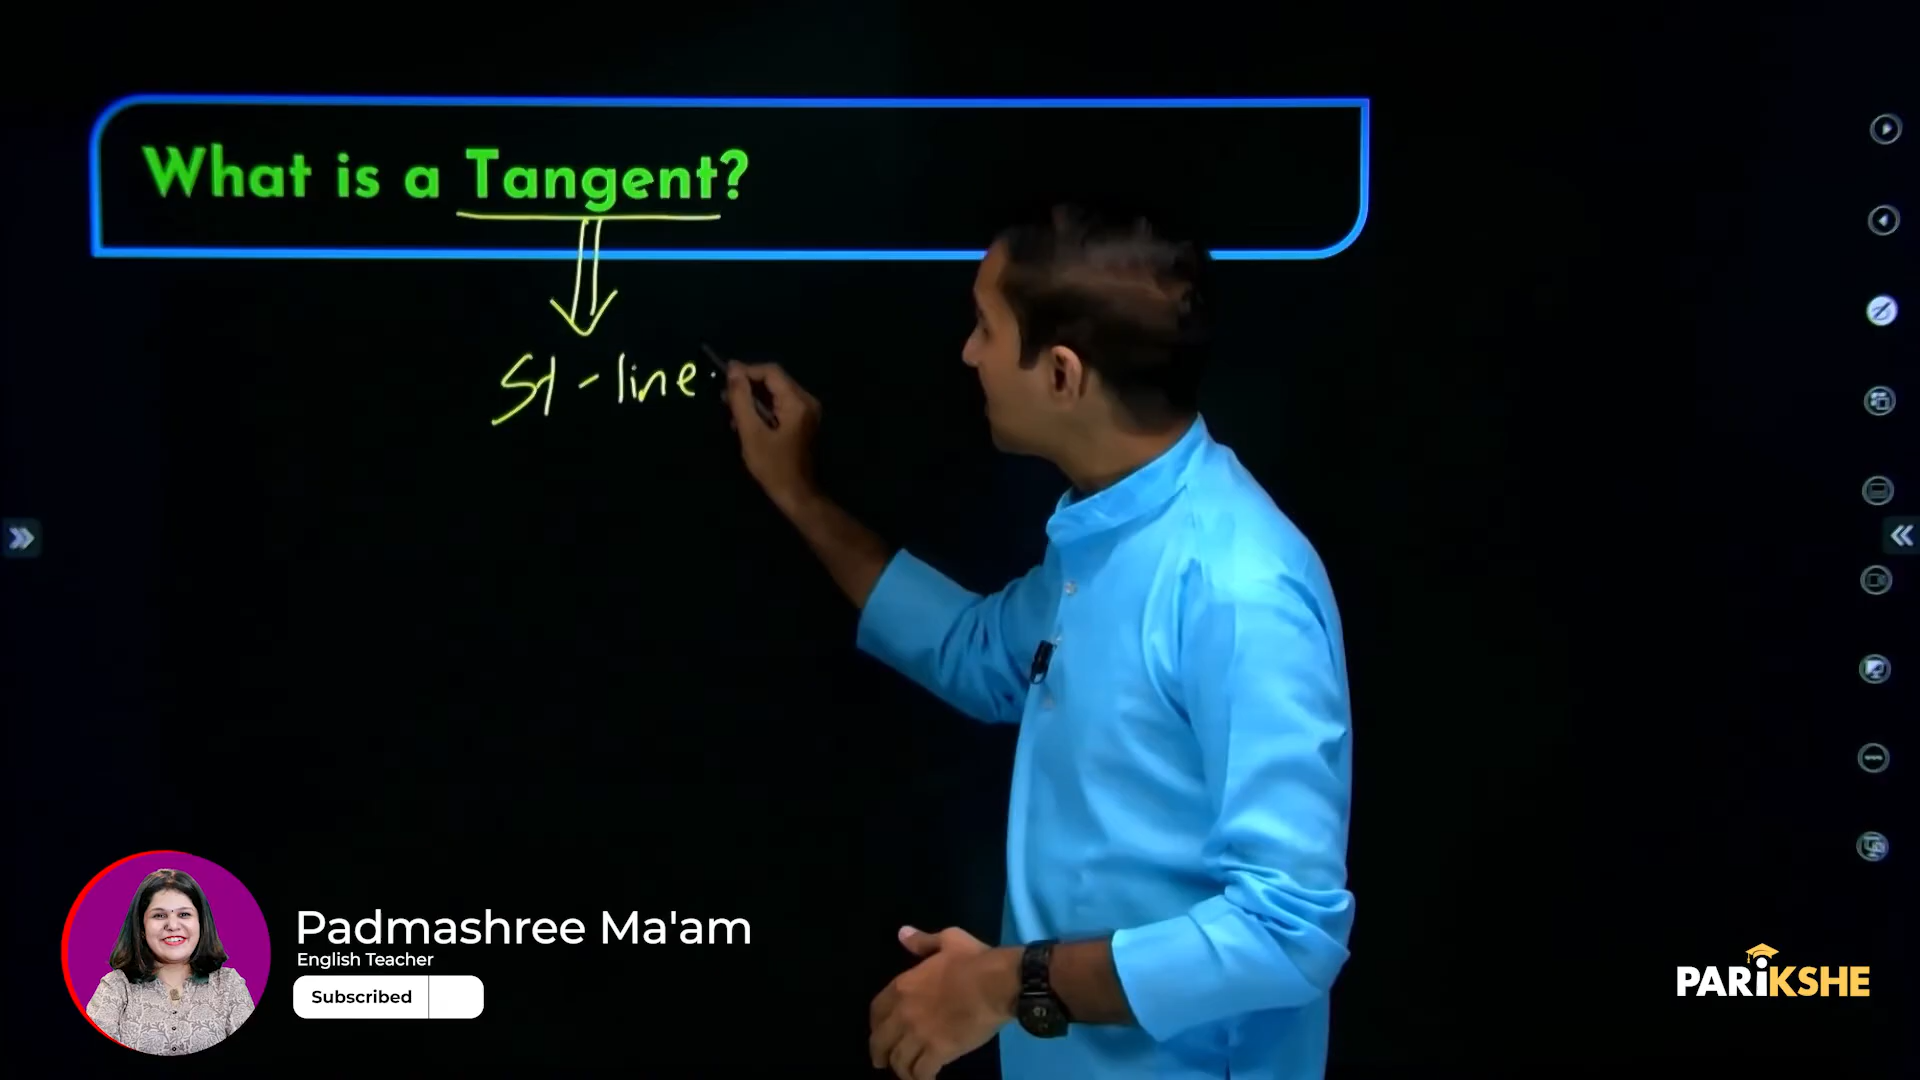 What is a Tangent?
St - line
Padmashree Ma'am
English Teacher
Subscribed
PARiKSHE